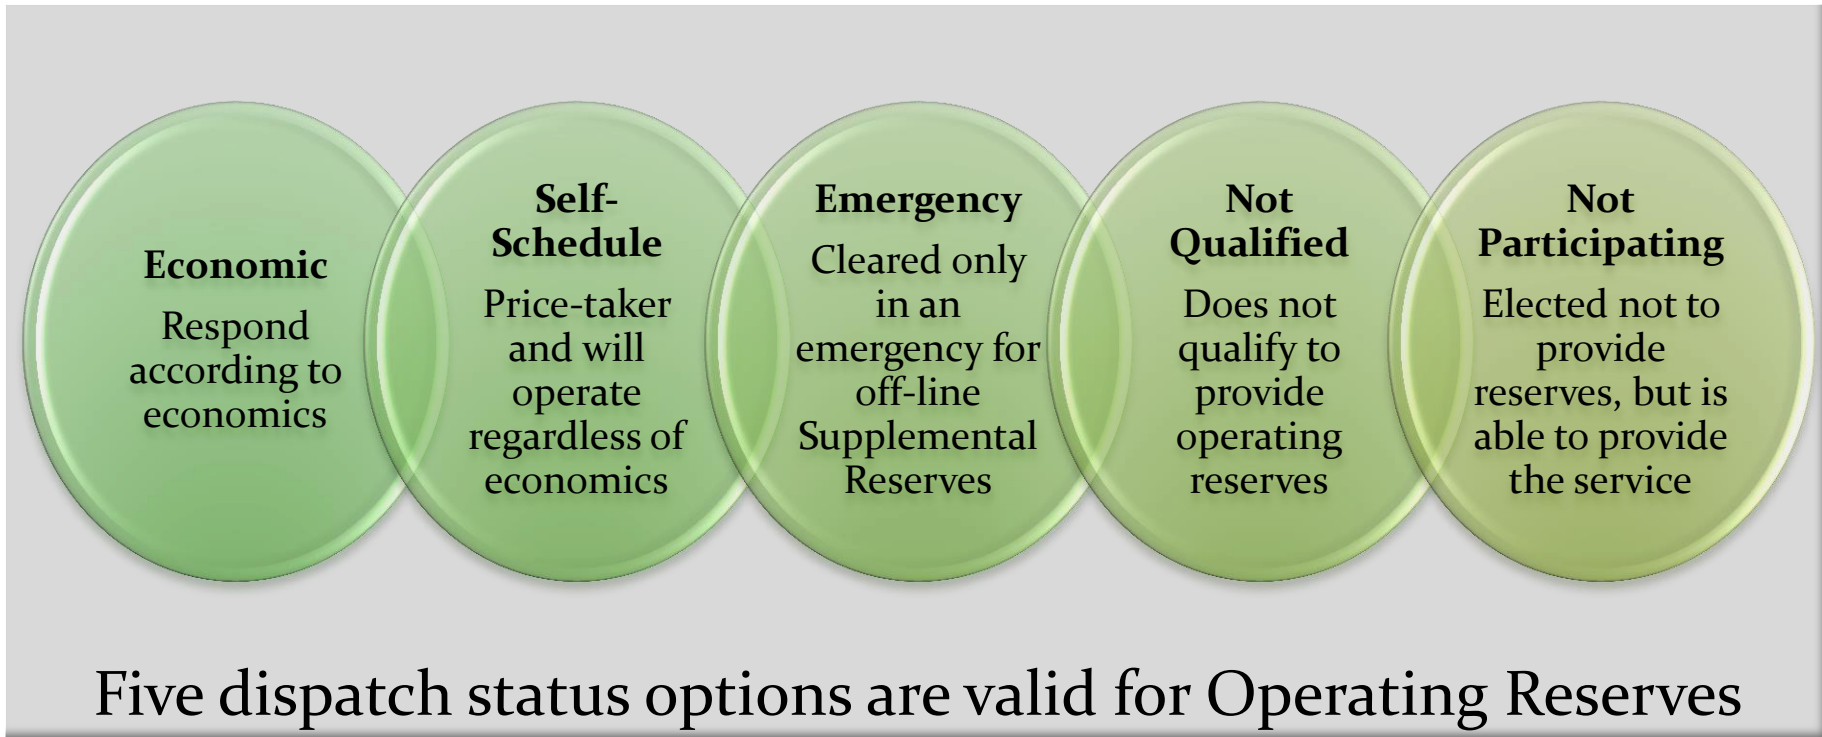 Economic
Respond
according to
economics
Self-
Schedule
Price-taker
and will
operate
regardless of
economics
Emergency
Cleared only
in an
emergency for
off-line
Supplemental
Reserves
Not
Qualified
Does not
qualify to
provide
operating
reserves
Not
Participating
Elected not to
provide
reserves, but is
able to provide
the service
Five dispatch status options are valid for Operating Reserves